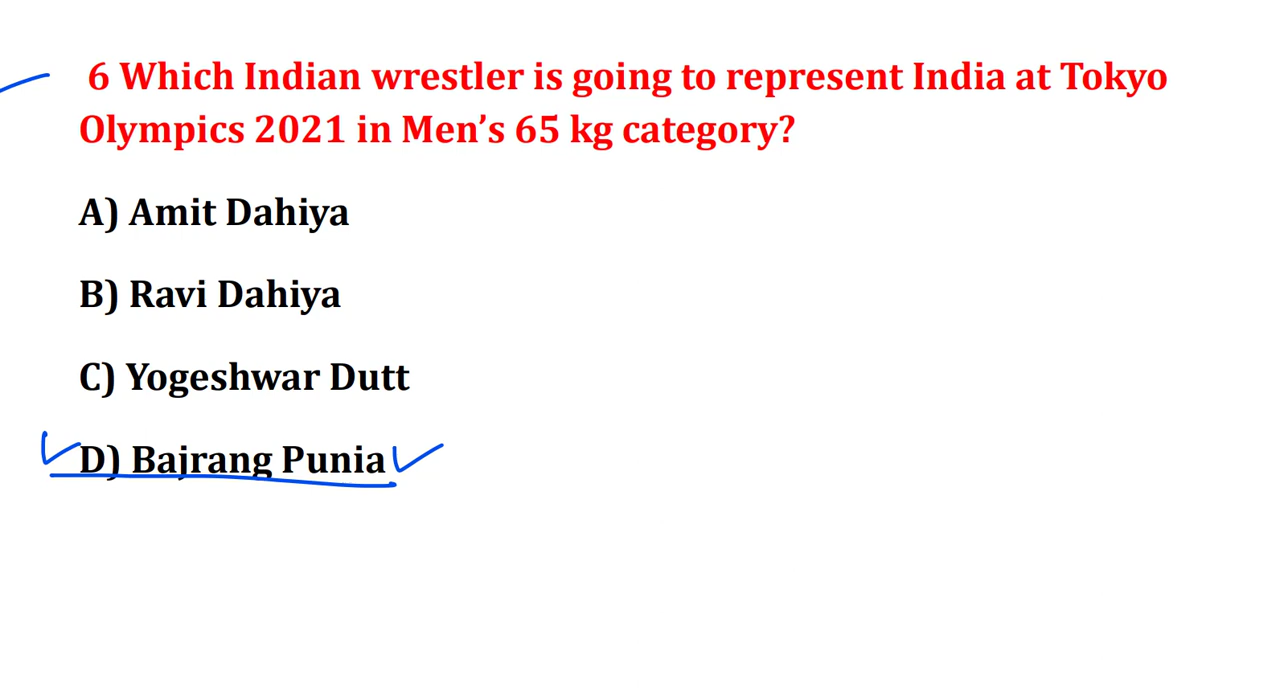 6 Which Indian wrestler is going to represent India at Tokyo
Olympics 2021 in Men’s 65 kg category?
A) Amit Dahiya
B) Ravi Dahiya
C) Yogeshwar Dutt
D) Bajrang Punia